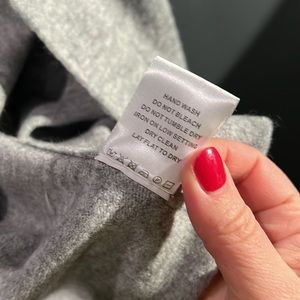 HAND WASH
DO NOT BLEACH
DO NOT TUMBLE DRY
IRON ON LOW SETTING
DRY CLEAN
LAY FLAT TO DRY